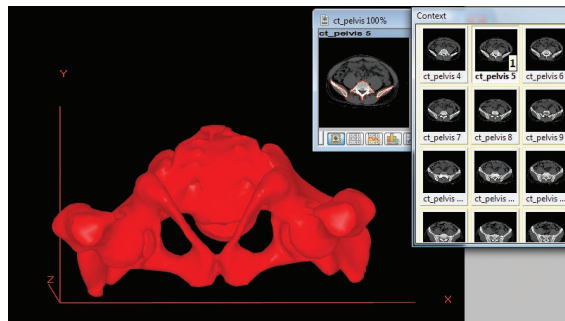 ct_pelvis 100%
ct_pelvis 5
Context
ct_pelvis 4
ct_pelvis 5
ct_pelvis 6
1
ct_pelvis 7
ct_pelvis 8
ct_pelvis 9
ct_pelvis ...
ct_pelvis ...
ct_pelvis ...
Y
Z
X